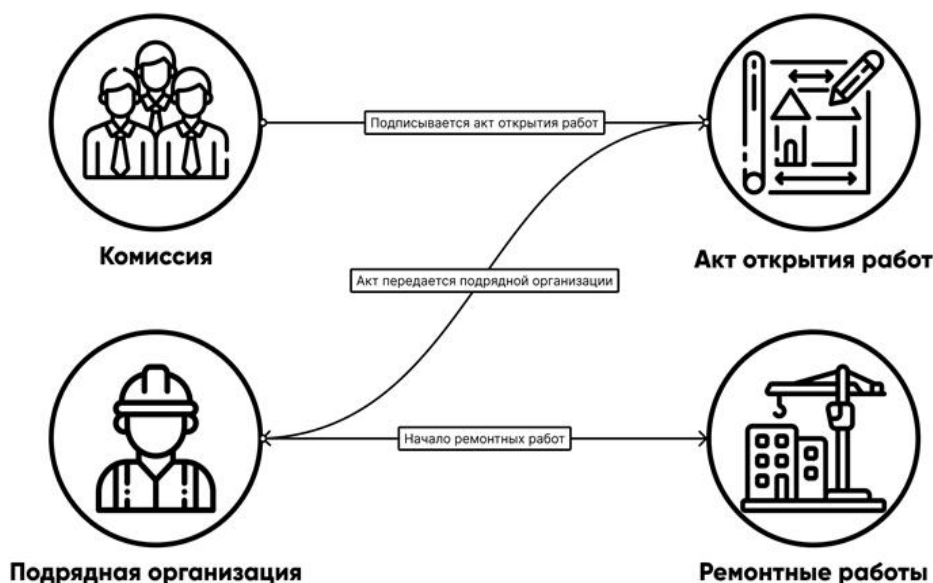 Подписывается акт открытия работ
Комиссия
Акт открытия работ
Акт передается подрядной организации
Начало ремонтных работ
Подрядная организация
Ремонтные работы